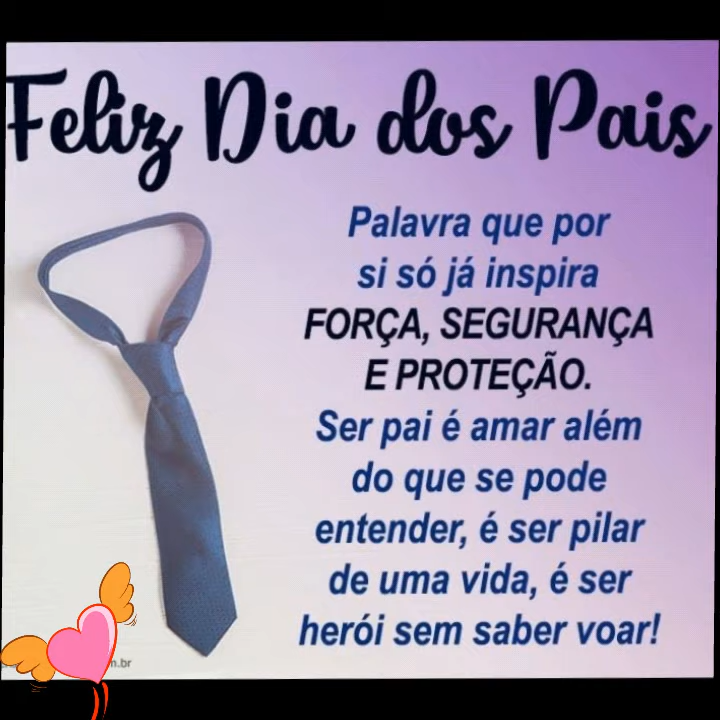 Feliz Dia dos Pais
Palavra que por
si só já inspira
FORÇA, SEGURANÇA
E PROTEÇÃO.
Ser pai é amar além
do que se pode
entender, é ser pilar
de uma vida, é ser
herói sem saber voar!